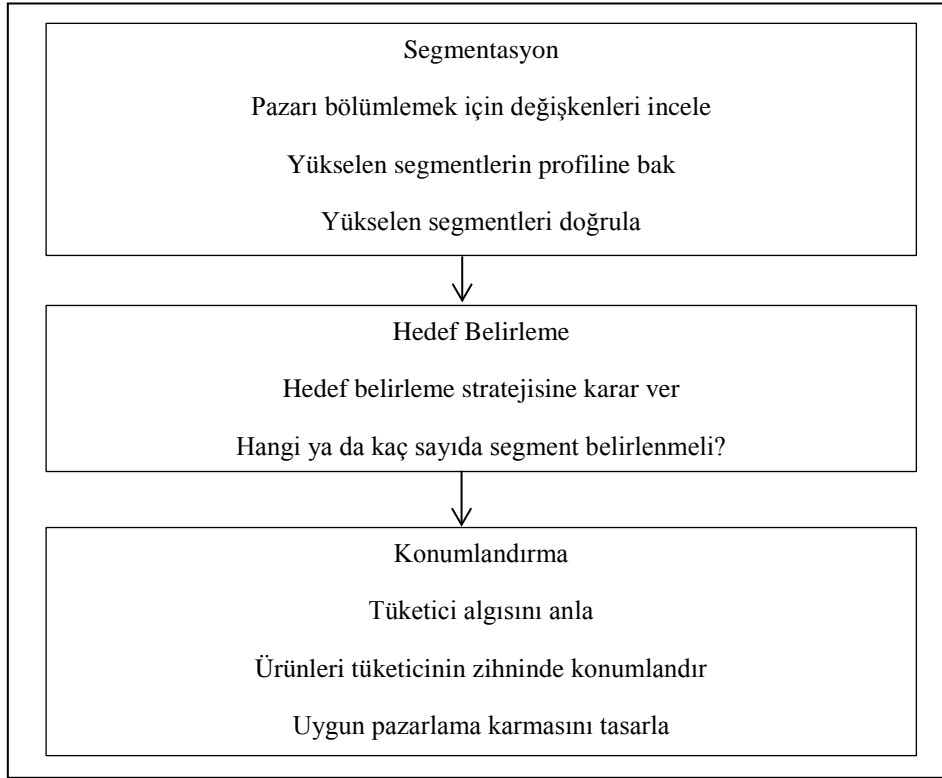 Segmentasyon
Pazarı bölümlemek için değişkenleri incele
Yükselen segmentlerin profiline bak
Yükselen segmentleri doğrula
Hedef Belirleme
Hedef belirleme stratejisine karar ver
Hangi ya da kaç sayıda segment belirlenmeli?
Konumlandırma
Tüketici algısını anla
Ürünleri tüketicinin zihninde konumlandır
Uygun pazarlama karmasını tasarla